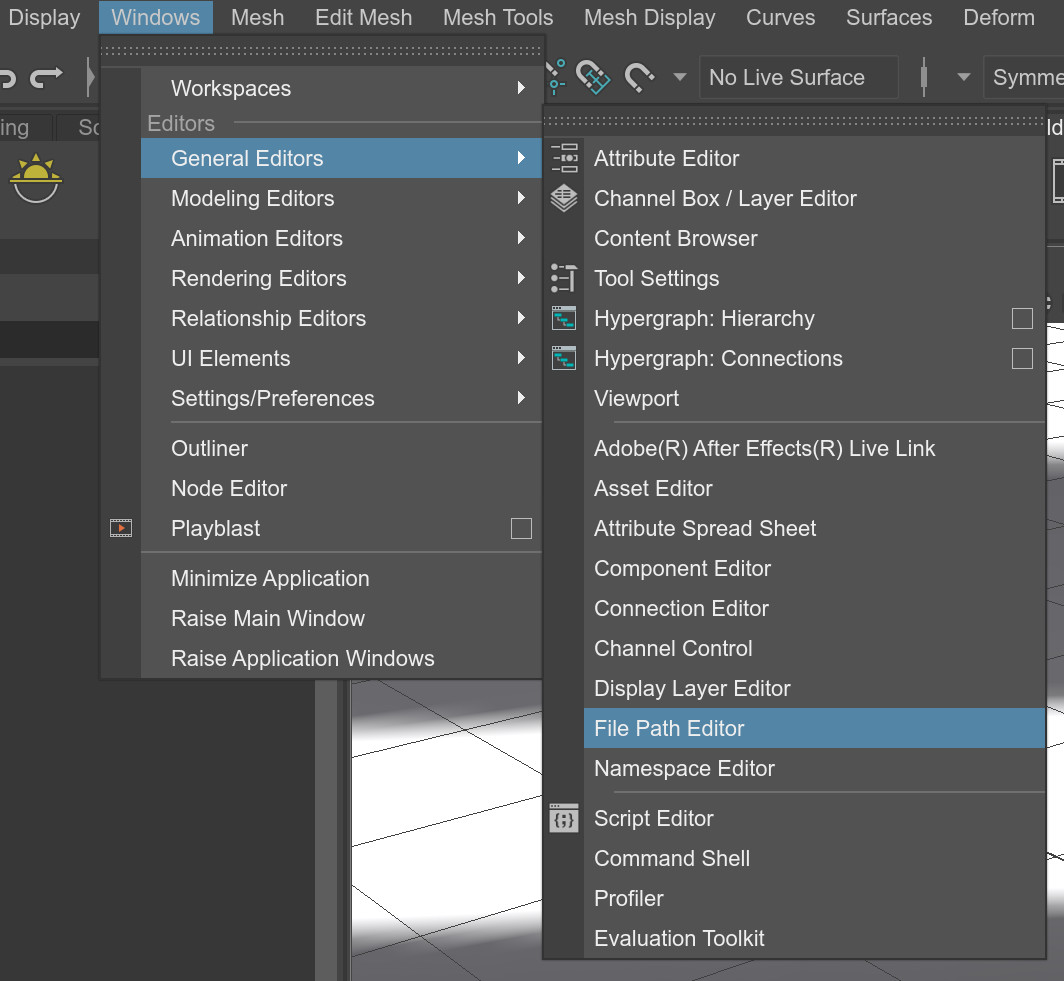 Display Windows Mesh Edit Mesh Mesh Tools Mesh Display Curves Surfaces Deform
No Live Surface
Workspaces
Editors
General Editors
Modeling Editors
Animation Editors
Rendering Editors
Relationship Editors
UI Elements
Settings/Preferences
Outliner
Node Editor
Playblast
Minimize Application
Raise Main Window
Raise Application Windows
Attribute Editor
Channel Box / Layer Editor
Content Browser
Tool Settings
Hypergraph: Hierarchy
Hypergraph: Connections
Viewport
Adobe(R) After Effects(R) Live Link
Asset Editor
Attribute Spread Sheet
Component Editor
Connection Editor
Channel Control
Display Layer Editor
File Path Editor
Namespace Editor
Script Editor
Command Shell
Profiler
Evaluation Toolkit